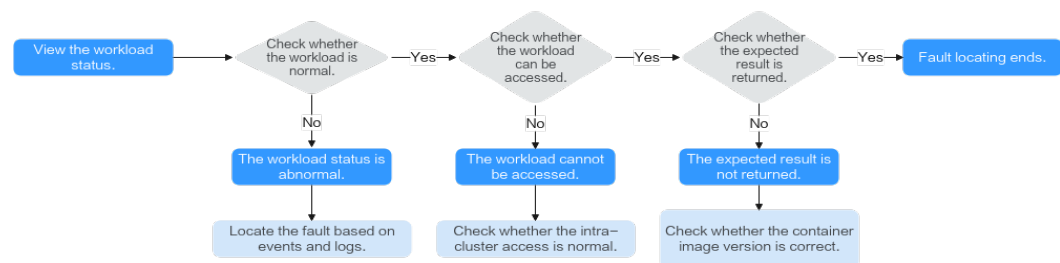 View the workload
status.
Check whether
the workload is
normal.
Yes
Check whether
the workload
can be
accessed.
Yes
Check whether
the expected
result is
returned.
Yes
Fault locating ends.
No
No
No
The workload status is
abnormal.
The workload cannot
be accessed.
The expected result is
not returned.
Locate the fault based on
events and logs.
Check whether the intra-
cluster access is normal.
Check whether the container
image version is correct.